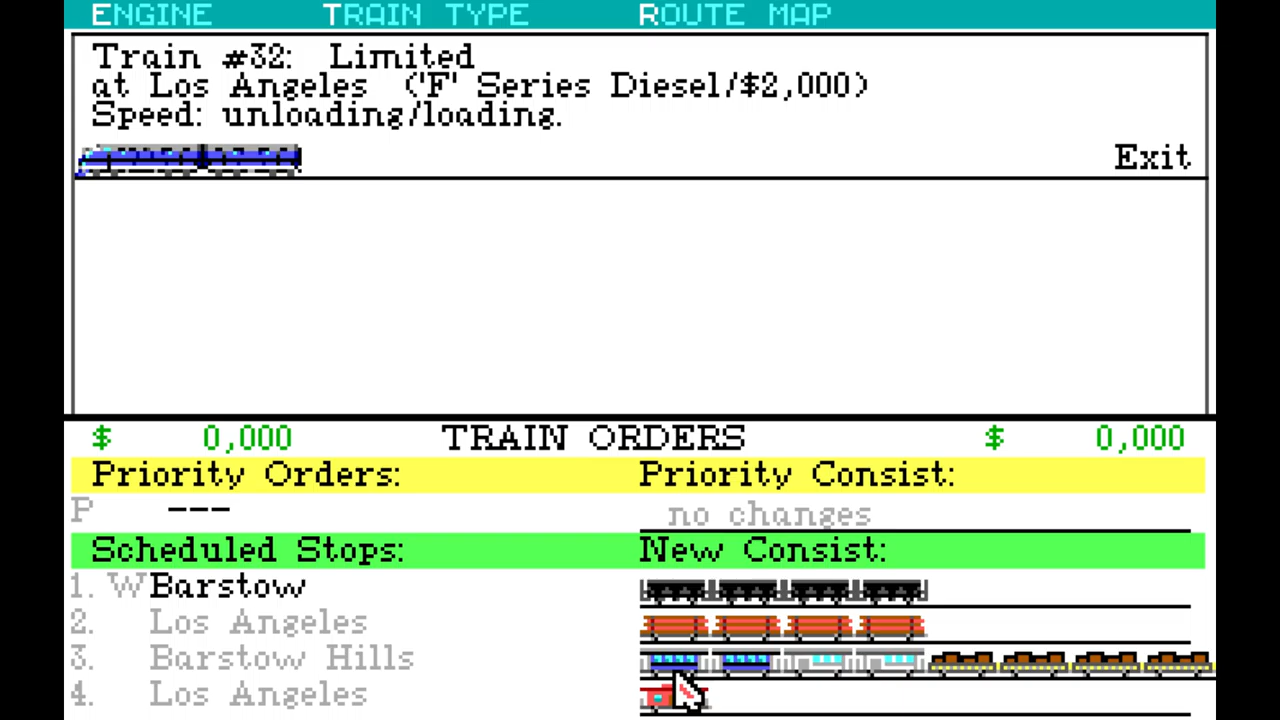 ENGINE TRAIN TYPE ROUTE MAP
Train #32: Limited
at Los Angeles ('F' Series Diesel/$2,000)
Speed: unloading/loading.
Exit
$ 0,000 TRAIN ORDERS $ 0,000
Priority Orders: Priority Consist:
P --- no changes
Scheduled Stops: New Consist:
1. W Barstow
2. Los Angeles
3. Barstow Hills
4. Los Angeles